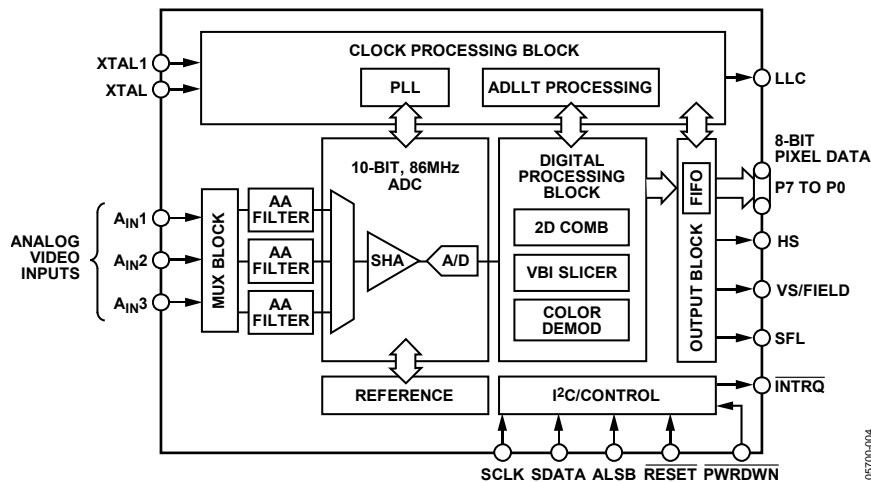 CLOCK PROCESSING BLOCK
XTAL1
XTAL
PLL
ADLLT PROCESSING
LLC
8-BIT
PIXEL DATA
P7 TO P0
10-BIT, 86MHz
ADC
DIGITAL
PROCESSING
BLOCK
FIFO
OUTPUT BLOCK
ANALOG
VIDEO
INPUTS
AIN1
AIN2
AIN3
MUX BLOCK
AA
FILTER
AA
FILTER
AA
FILTER
SHA
A/D
2D COMB
VBI SLICER
COLOR
DEMOD
HS
VS/FIELD
SFL
REFERENCE
I2C/CONTROL
INTRQ
SCLK SDATA ALSB RESET PWRDWN
05700-004